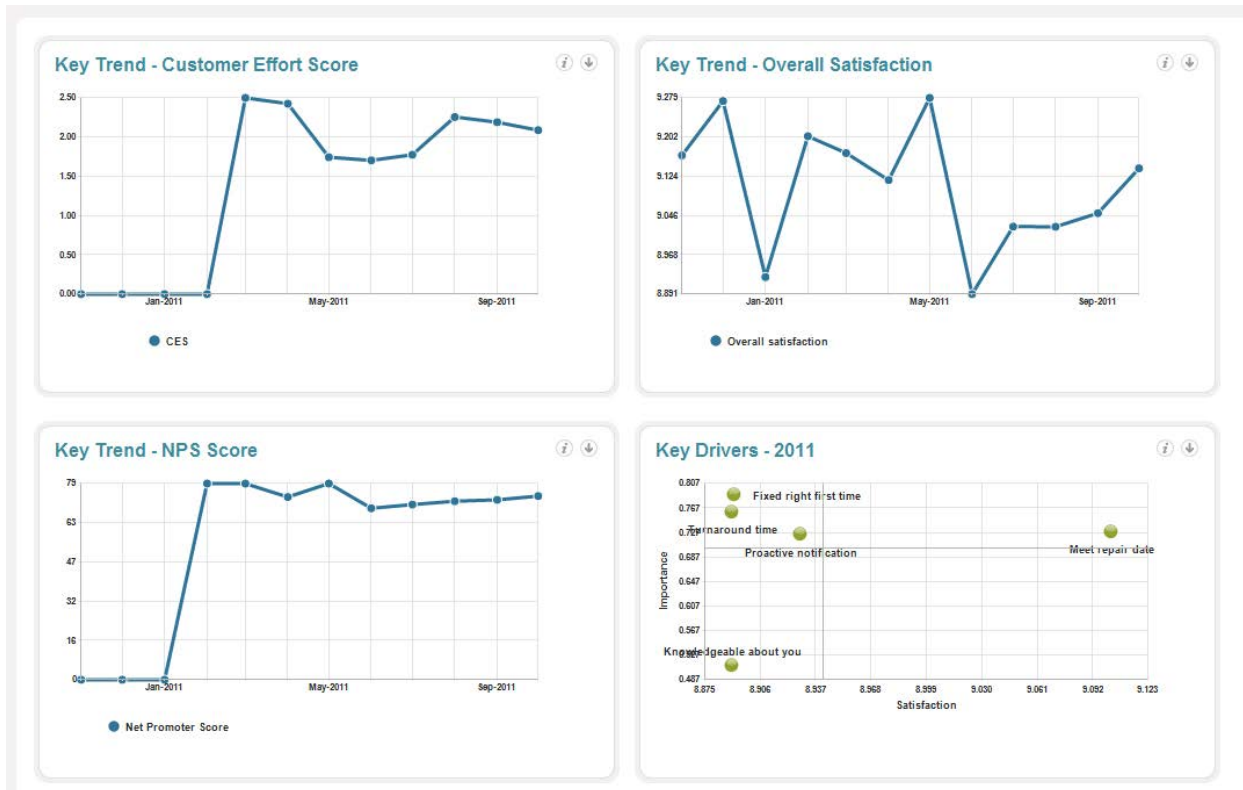 Key Trend - Customer Effort Score
2.50
2.00
1.50
1.00
0.50
0.00
Jan-2011 May-2011 Sep-2011
CES
Key Trend - Overall Satisfaction
9.279
9.202
9.124
9.046
8.968
8.891
Jan-2011 May-2011 Sep-2011
Overall satisfaction
Key Trend - NPS Score
79
63
47
32
16
0
Jan-2011 May-2011 Sep-2011
Net Promoter Score
Key Drivers - 2011
Importance
0.807
Fixed right first time
0.767
Turnaround time
Proactive notification
Meet repair date
0.687
0.647
0.607
0.567
Knowledgeable about you
0.487
8.875 8.906 8.937 8.968 8.999 9.030 9.061 9.092 9.123
Satisfaction